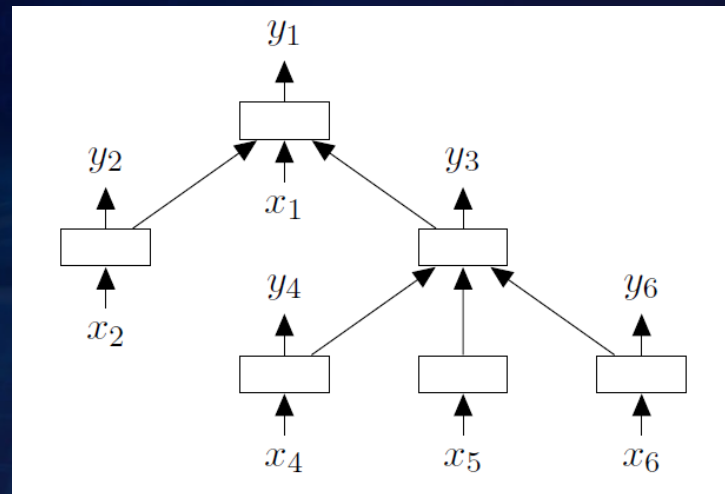 y₁
y₂ y₃
x₁
y₄ y₆
x₂
x₄ x₅ x₆